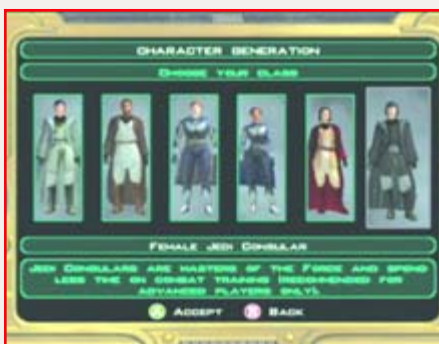 CHARACTER GENERATION
CHOOSE YOUR CLASS
FEMALE JEDI CONSULAR
JEDI CONSULARS ARE MASTERS OF THE FORCE AND SPEND
LESS TIME ON COMBAT TRAINING (RECOMMENDED FOR
ADVANCED PLAYERS ONLY).
A ACCEPT B BACK